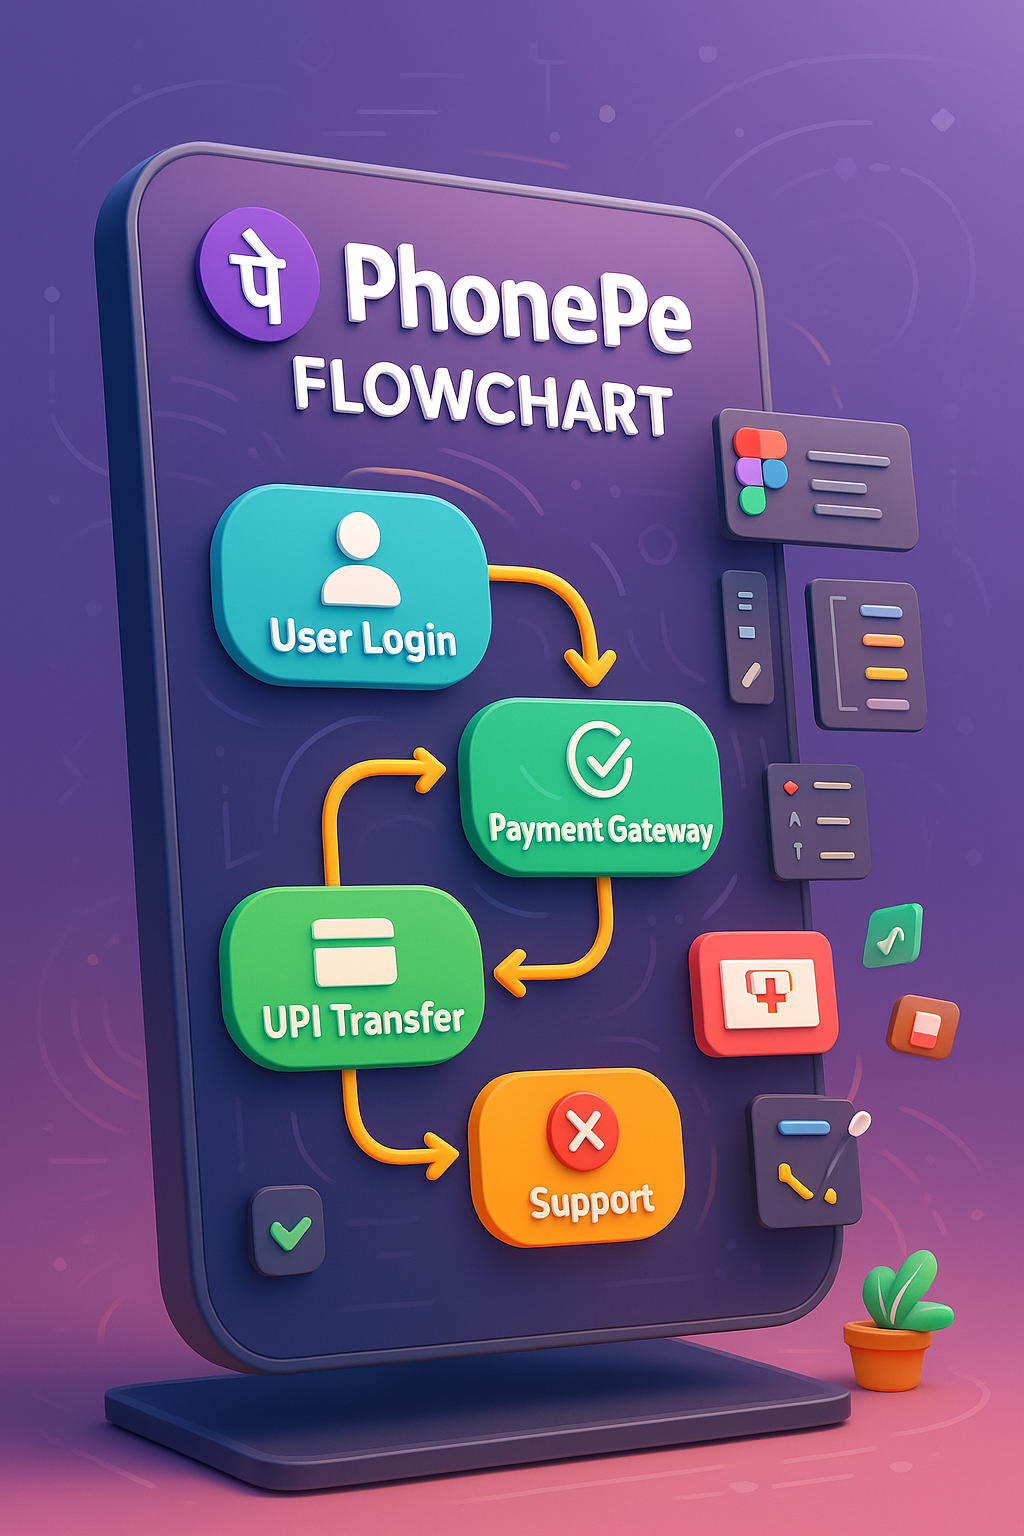 पे PhonePe
FLOWCHART
User Login
Payment Gateway
UPI Transfer
Support
A
T